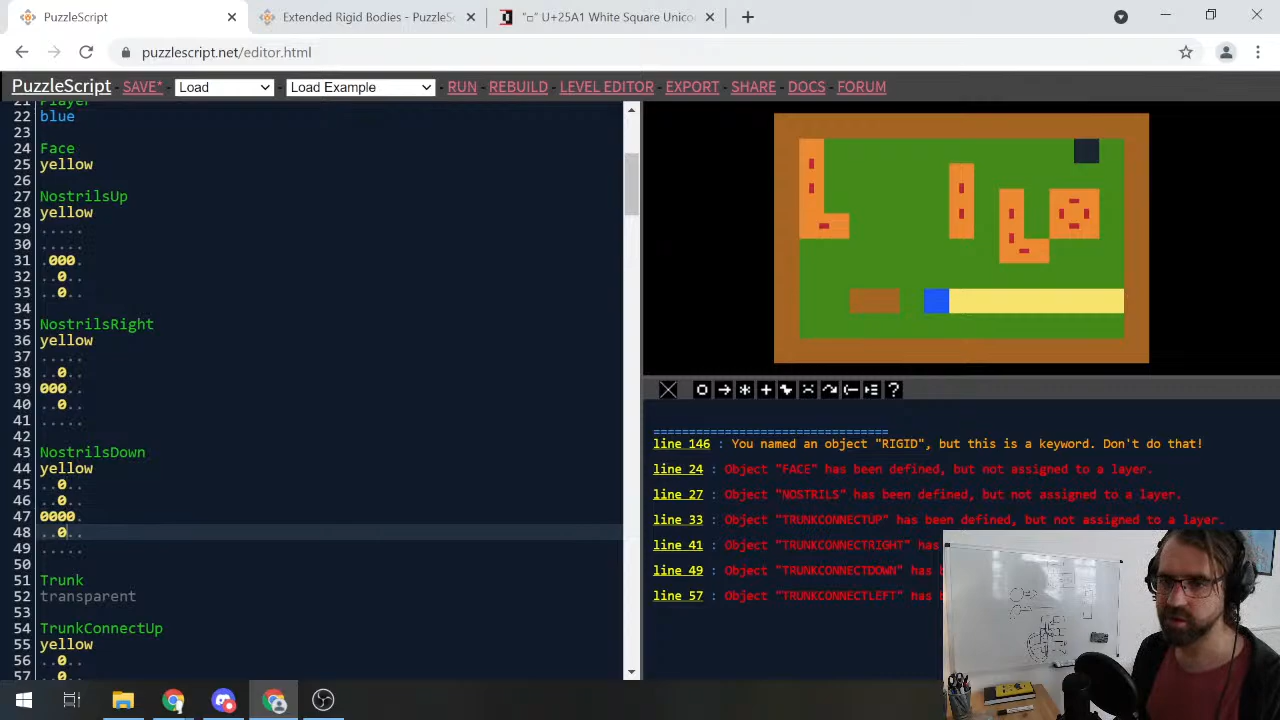 PuzzleScript
Extended Rigid Bodies - PuzzleSc
"□" U+25A1 White Square Unico
puzzlescript.net/editor.html
PuzzleScript - SAVE* - Load Load Example - RUN - REBUILD - LEVEL EDITOR - EXPORT - SHARE - DOCS - FORUM
21 Player
22 blue
23
24 Face
25 yellow
26
27 NostrilsUp
28 yellow
29 .....
30 .....
31 .000.
32 ..0..
33 ..0..
34
35 NostrilsRight
36 yellow
37 .....
38 ..0..
39 000..
40 ..0..
41 .....
42
43 NostrilsDown
44 yellow
45 ..0..
46 ..0..
47 0000.
48 ..0..
49 .....
50
51 Trunk
52 transparent
53
54 TrunkConnectUp
55 yellow
56 ..0..
57 ..0..
=================================
line 146 : You named an object "RIGID", but this is a keyword. Don't do that!
line 24 : Object "FACE" has been defined, but not assigned to a layer.
line 27 : Object "NOSTRILS" has been defined, but not assigned to a layer.
line 33 : Object "TRUNKCONNECTUP" has been defined, but not assigned to a layer.
line 41 : Object "TRUNKCONNECTRIGHT" has
line 49 : Object "TRUNKCONNECTDOWN" has
line 57 : Object "TRUNKCONNECTLEFT" has